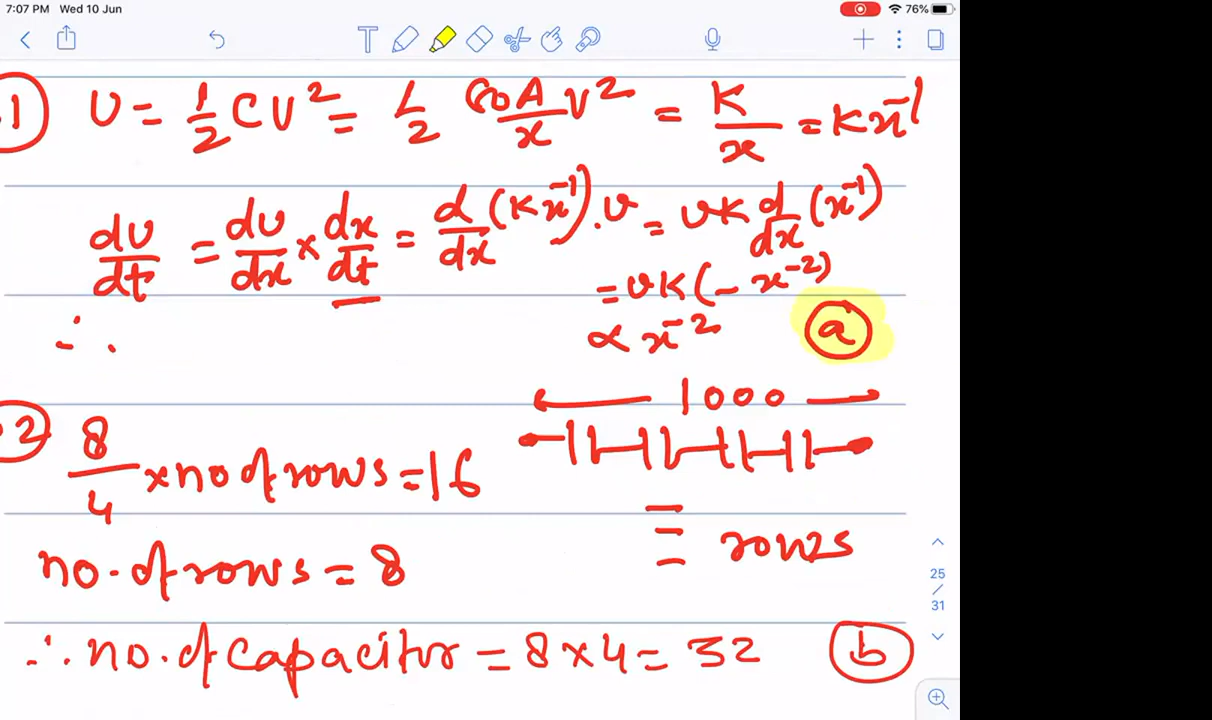 7:07 PM Wed 10 Jun
76%
T
1) U = 1/2 CV² = 1/2 ε0A/x V² = K/x = Kx⁻¹
dU/dt = dU/dx × dx/dt = d/dx (Kx⁻¹).v = vK d/dx (x⁻¹)
= vK(-x⁻²)
∴ ∝ x⁻² a
1000
2 8/4 × no of rows = 16
≡ rows
no. of rows = 8
∴ no. of capacitor = 8 × 4 = 32 b
25
/
31